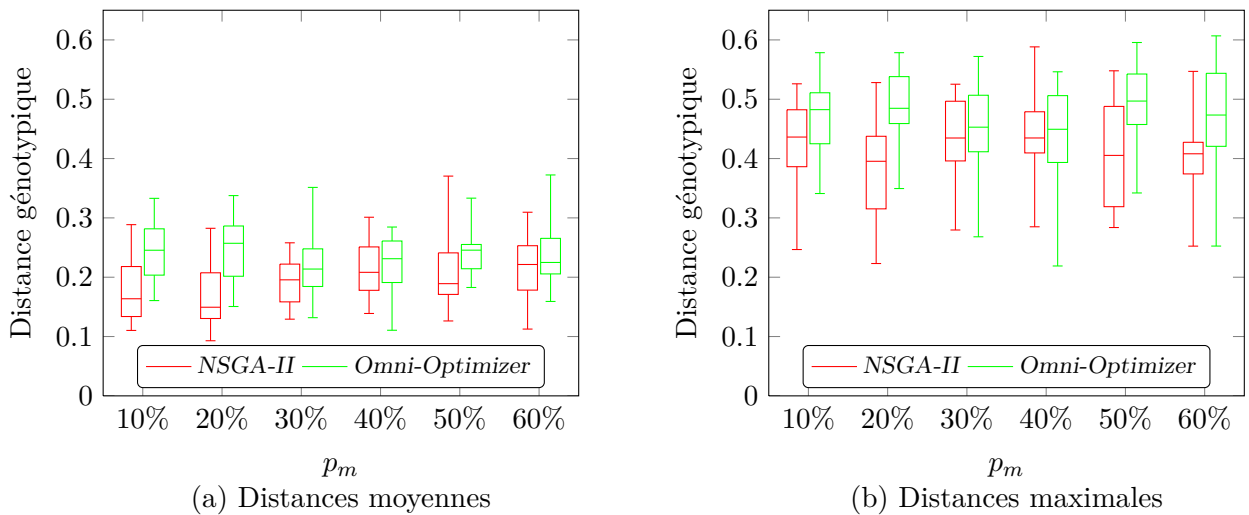 0.6
0.5
0.4
0.3
0.2
0.1
0
Distance génotypique
NSGA-II
Omni-Optimizer
10% 20% 30% 40% 50% 60%
p_m
(a) Distances moyennes
0.6
0.5
0.4
0.3
0.2
0.1
0
Distance génotypique
NSGA-II
Omni-Optimizer
10% 20% 30% 40% 50% 60%
p_m
(b) Distances maximales